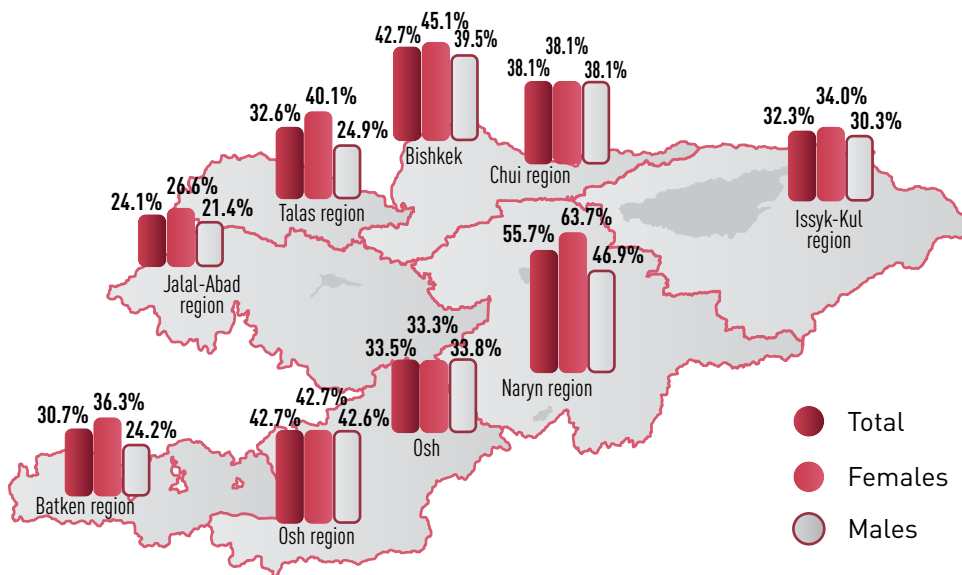 42.7%
45.1%
39.5%
Bishkek
38.1%
38.1%
38.1%
Chui region
32.6%
40.1%
24.9%
Talas region
32.3%
34.0%
30.3%
Issyk-Kul
region
24.1%
26.6%
21.4%
Jalal-Abad
region
55.7%
63.7%
46.9%
Naryn region
33.5%
33.3%
33.8%
Osh
30.7%
36.3%
24.2%
Batken region
42.7%
42.7%
42.6%
Osh region
Total
Females
Males